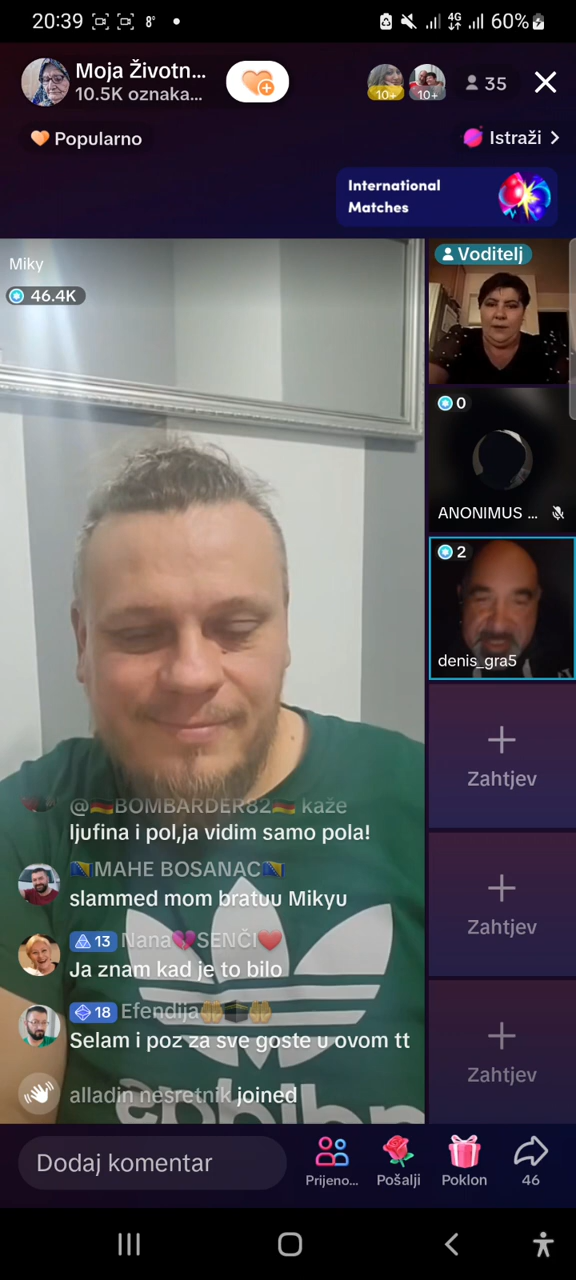 20:39 8° 4G 60%
Moja Životn...
10.5K oznaka...
10+ 10+ 35
Popularno
Istraži
International
Matches
Miky
46.4K
Voditelj
0
ANONIMUS ...
2
denis_gra5
Zahtjev
Zahtjev
Zahtjev
@🇩🇪BOMBARDER82🇩🇪 kaže
ljufina i pol,ja vidim samo pola!
🇧🇦MAHE BOSANAC🇧🇦
slammed mom bratuu Mikyu
13 Nana💔SENČI❤️
Ja znam kad je to bilo
18 Efendija🤲🕋🤲
Selam i poz za sve goste u ovom tt
alladin nesretnik joined
adidas
Dodaj komentar
Prijeno...
Pošalji
Poklon
46